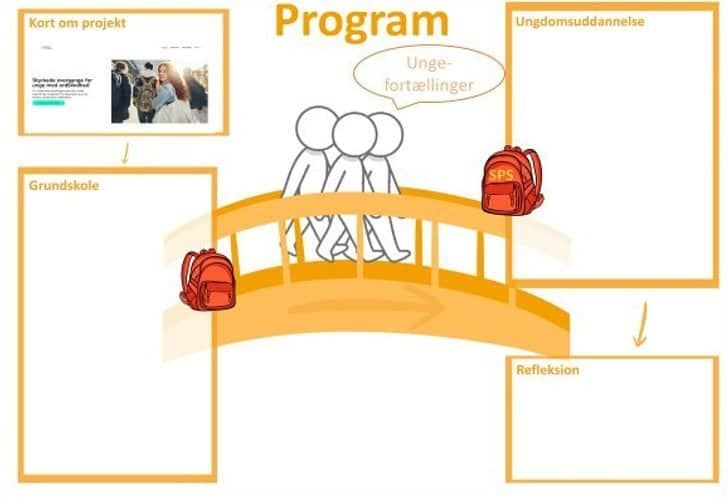 Program
Kort om projekt
Styrkede overgange for
unge med ordblindhed
Grundskole
Unge-
fortællinger
Ungdomsuddannelse
SPS
Refleksion